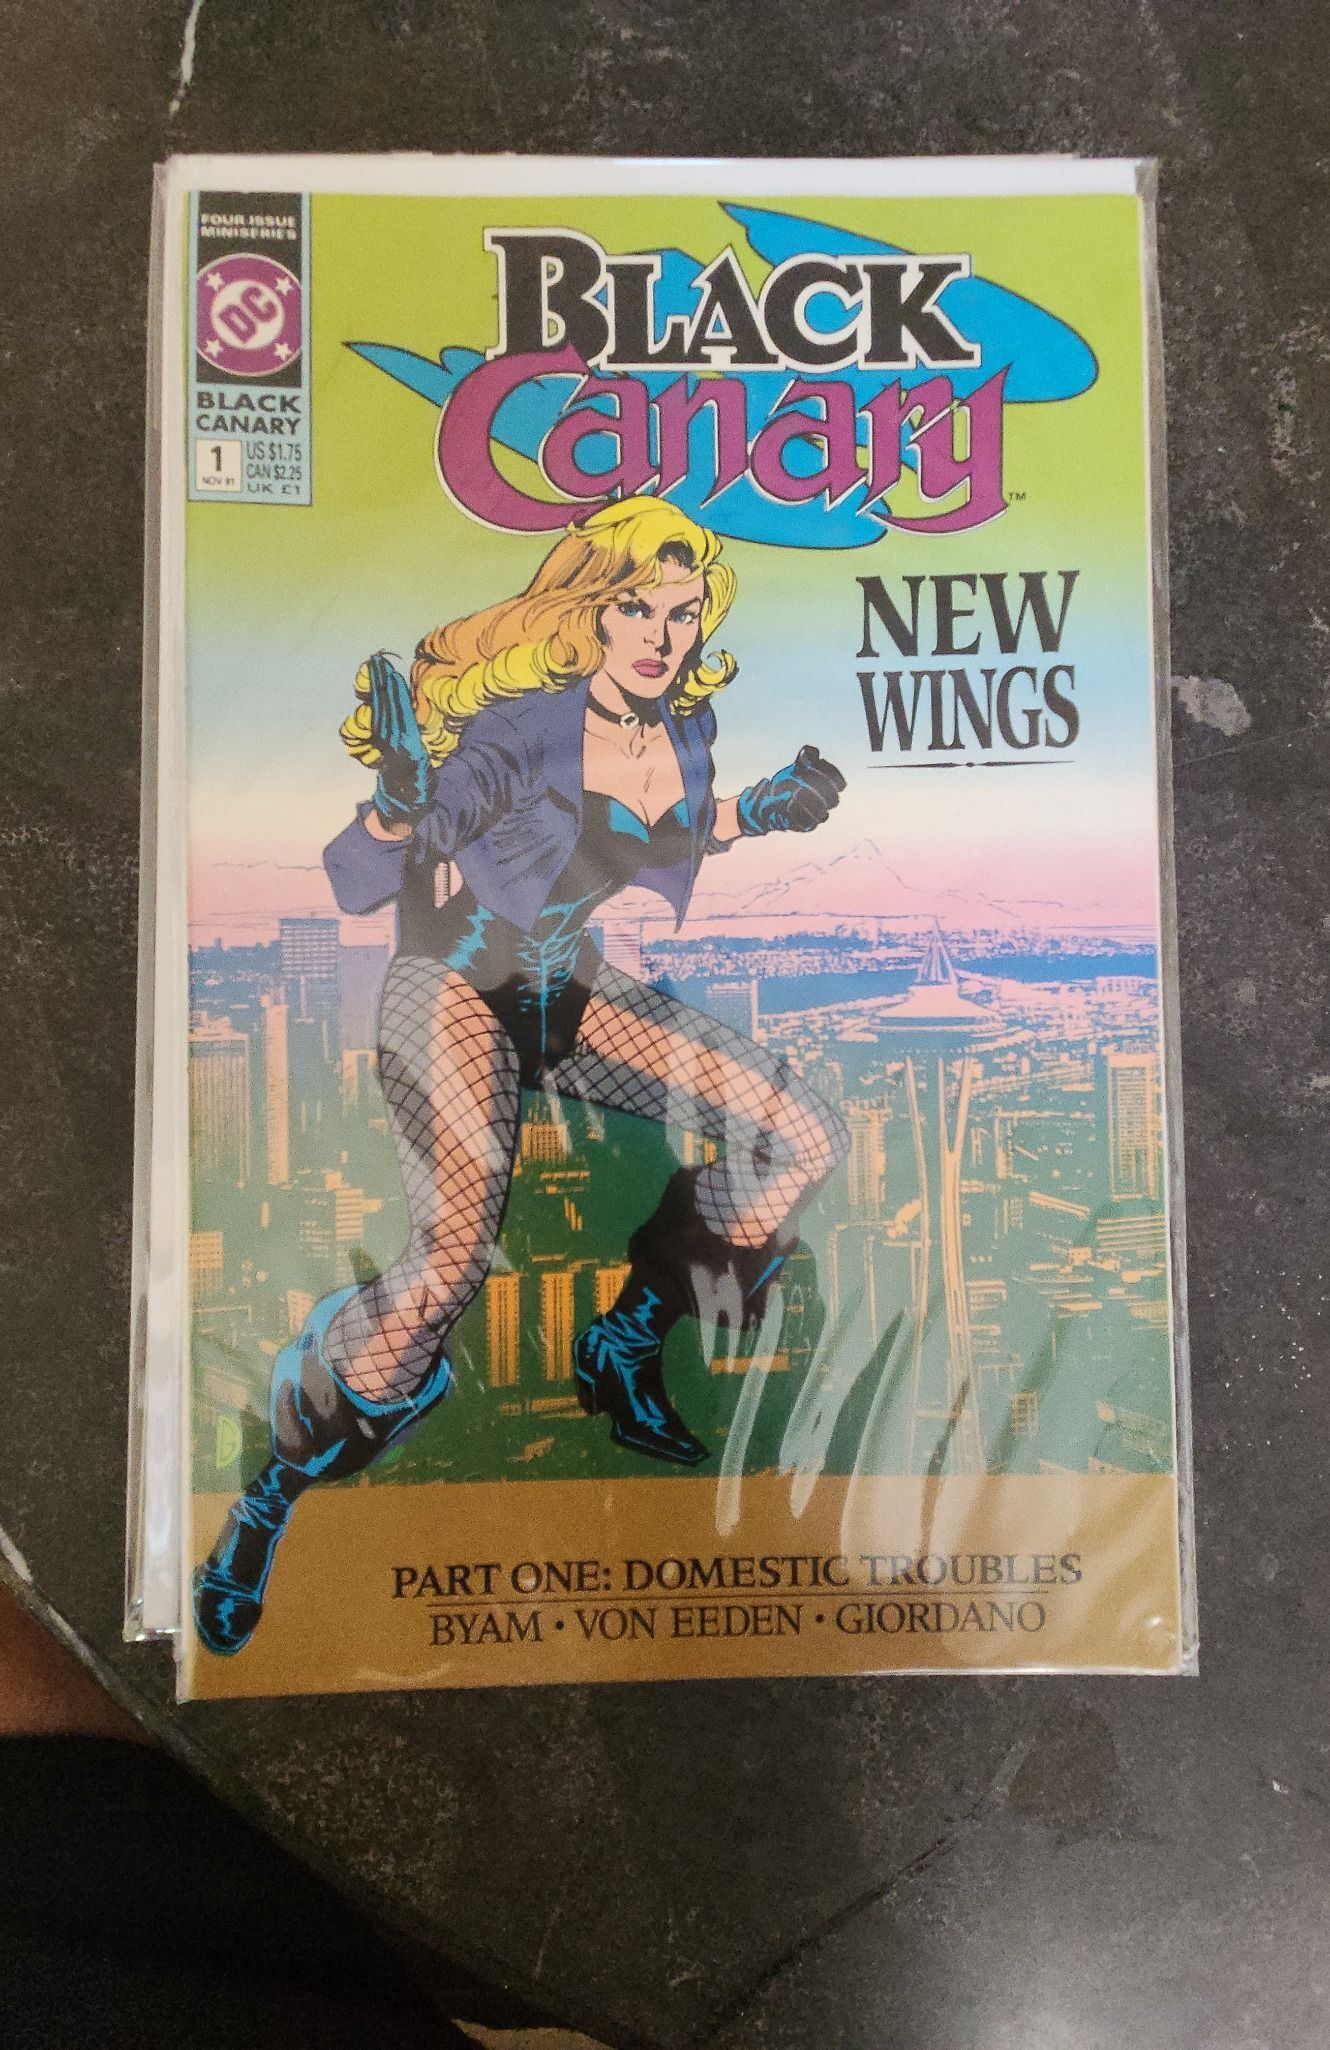 FOUR ISSUE
MINISERIES
DC
BLACK
CANARY
1
NOV 91
US $1.75
CAN $2.25
UK £1
BLACK
Canary
TM
NEW
WINGS
DG
PART ONE: DOMESTIC TROUBLES
BYAM • VON EEDEN • GIORDANO